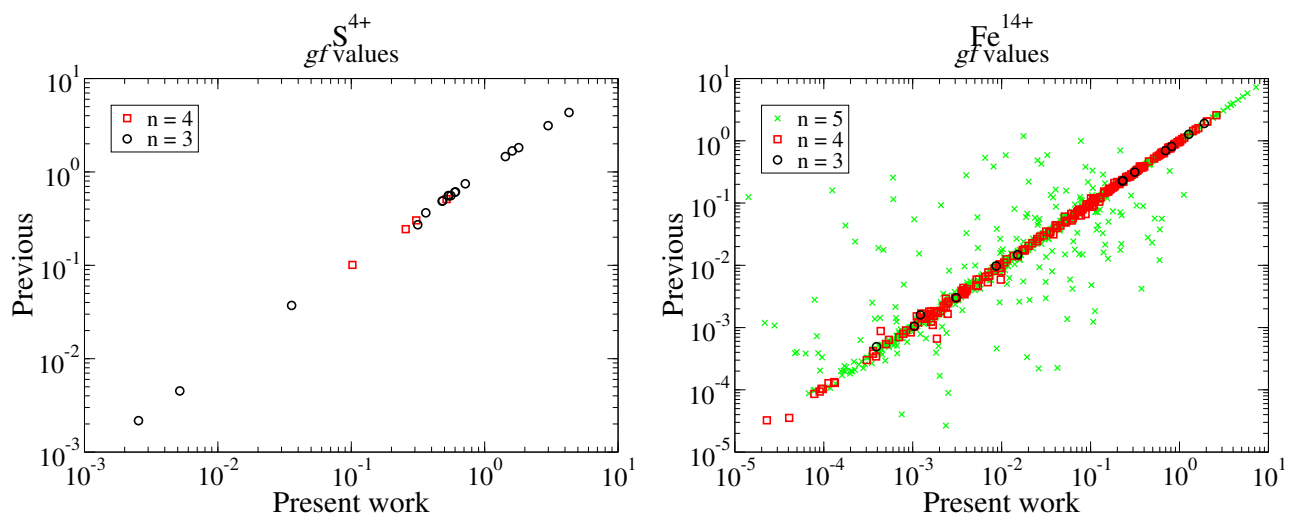 S^4+
gf values
10^1
10^0
10^-1
10^-2
10^-3
Previous
n = 4
n = 3
10^-3
10^-2
10^-1
10^0
10^1
Present work
Fe^14+
gf values
10^1
10^0
10^-1
10^-2
10^-3
10^-4
10^-5
Previous
n = 5
n = 4
n = 3
10^-5
10^-4
10^-3
10^-2
10^-1
10^0
10^1
Present work